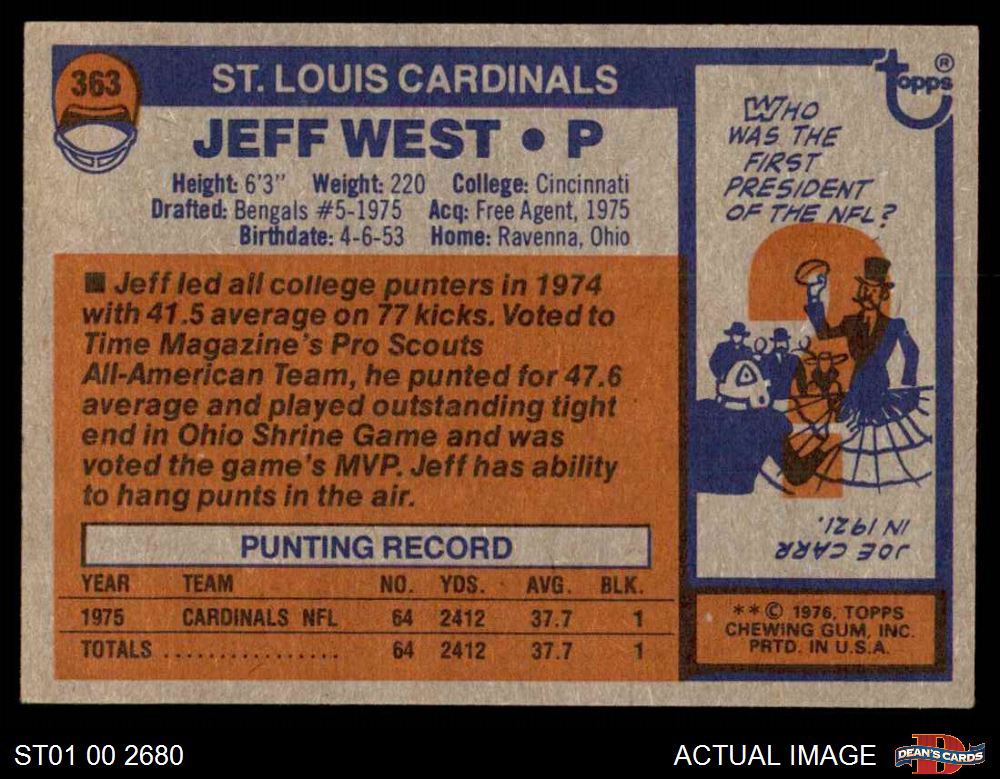 363
ST. LOUIS CARDINALS
JEFF WEST • P
Height: 6'3" Weight: 220 College: Cincinnati
Drafted: Bengals #5-1975 Acq: Free Agent, 1975
Birthdate: 4-6-53 Home: Ravenna, Ohio
■ Jeff led all college punters in 1974
with 41.5 average on 77 kicks. Voted to
Time Magazine's Pro Scouts
All-American Team, he punted for 47.6
average and played outstanding tight
end in Ohio Shrine Game and was
voted the game's MVP. Jeff has ability
to hang punts in the air.
PUNTING RECORD
YEAR TEAM NO. YDS. AVG. BLK.
1975 CARDINALS NFL 64 2412 37.7 1
TOTALS ................ 64 2412 37.7 1
Topps ®
WHO
WAS THE
FIRST
PRESIDENT
OF THE NFL?
JOE CARR
IN 1921.
** © 1976, TOPPS
CHEWING GUM, INC.
PRTD. IN U.S.A.
ST01 00 2680
ACTUAL IMAGE
D
DEAN'S CARDS